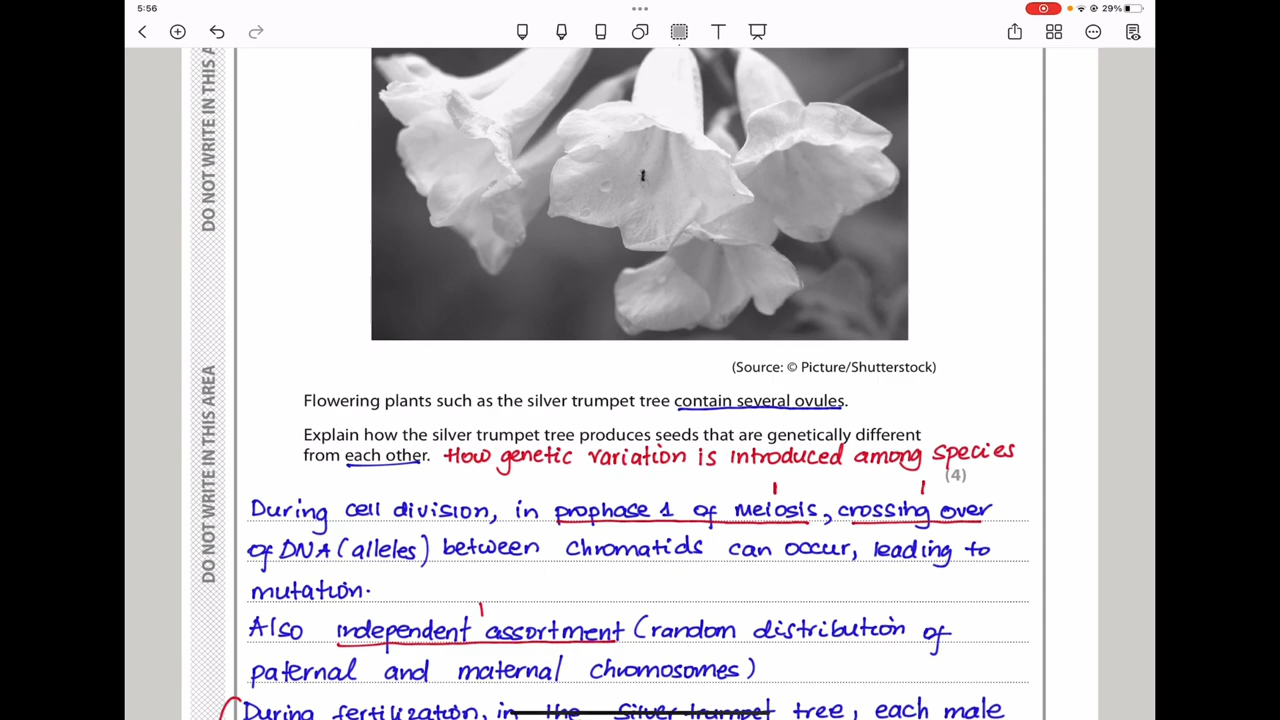 5:56
29%
T
DO NOT WRITE IN THIS A
DO NOT WRITE IN THIS AREA
(Source: © Picture/Shutterstock)
Flowering plants such as the silver trumpet tree contain several ovules.
Explain how the silver trumpet tree produces seeds that are genetically different
from each other. How genetic variation is introduced among species
(4)
During cell division, in prophase 1 of meiosis, crossing over
of DNA (alleles) between chromatids can occur, leading to
mutation.
Also independent assortment (random distribution of
paternal and maternal chromosomes)
During fertilization, in the silver trumpet tree, each male